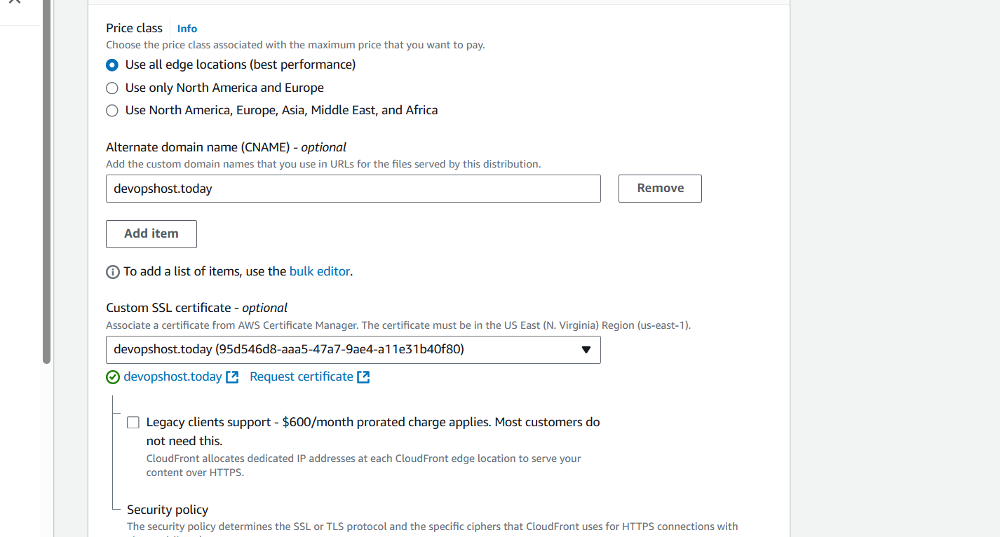 Price class
Info
Choose the price class associated with the maximum price that you want to pay.
Use all edge locations (best performance)
Use only North America and Europe
Use North America, Europe, Asia, Middle East, and Africa
Alternate domain name (CNAME) - optional
Add the custom domain names that you use in URLs for the files served by this distribution.
devopshost.today
Remove
Add item
To add a list of items, use the bulk editor.
Custom SSL certificate - optional
Associate a certificate from AWS Certificate Manager. The certificate must be in the US East (N. Virginia) Region (us-east-1).
devopshost.today (95d546d8-aaa5-47a7-9ae4-a11e31b40f80)
devopshost.today
Request certificate
Legacy clients support - $600/month prorated charge applies. Most customers do
not need this.
CloudFront allocates dedicated IP addresses at each CloudFront edge location to serve your
content over HTTPS.
Security policy
The security policy determines the SSL or TLS protocol and the specific ciphers that CloudFront uses for HTTPS connections with